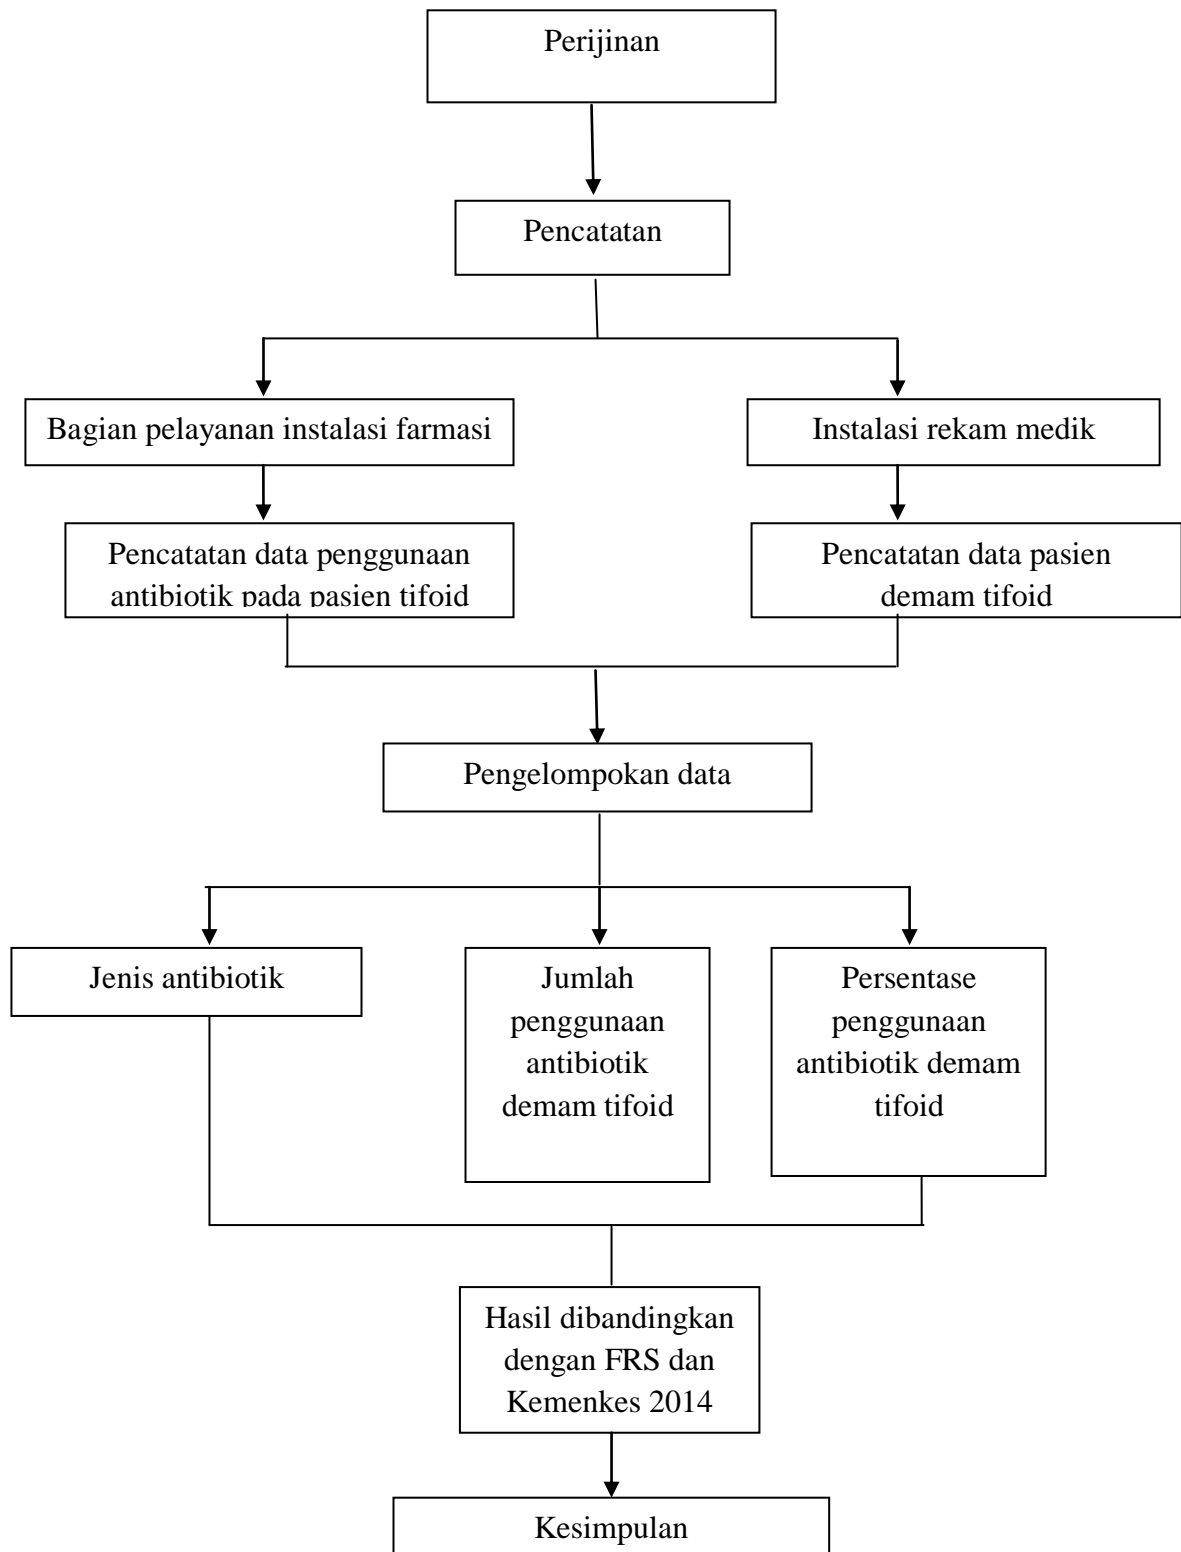 Perijinan
Pencatatan
Bagian pelayanan instalasi farmasi
Instalasi rekam medik
Pencatatan data penggunaan
antibiotik pada pasien tifoid
Pencatatan data pasien
demam tifoid
Pengelompokan data
Jenis antibiotik
Jumlah
penggunaan
antibiotik
demam tifoid
Persentase
penggunaan
antibiotik demam
tifoid
Hasil dibandingkan
dengan FRS dan
Kemenkes 2014
Kesimpulan